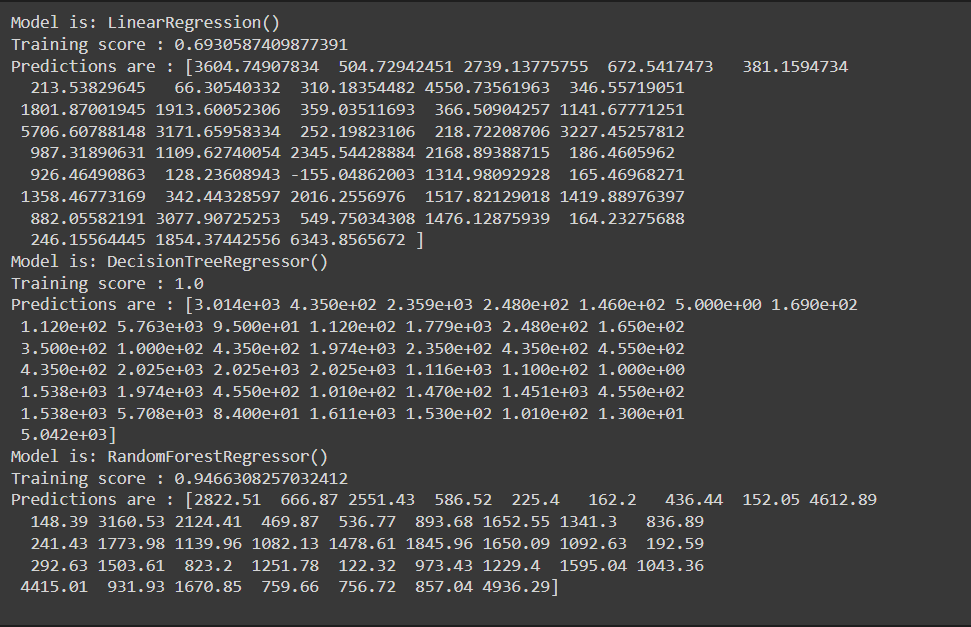 Model is: LinearRegression()
Training score : 0.6930587409877391
Predictions are : [3604.74907834  504.72942451 2739.13775755  672.5417473   381.1594734
  213.53829645   66.30540332  310.18354482 4550.73561963  346.55719051
 1801.87001945 1913.60052306  359.03511693  366.50904257 1141.67771251
 5706.60788148 3171.65958334  252.19823106  218.72208706 3227.45257812
  987.31890631 1109.62740054 2345.54428884 2168.89388715  186.4605962
  926.46490863  128.23608943 -155.04862003 1314.98092928  165.46968271
 1358.46773169  342.44328597 2016.2556976  1517.82129018 1419.88976397
  882.05582191 3077.90725253  549.75034308 1476.12875939  164.23275688
  246.15564445 1854.37442556 6343.8565672 ]
Model is: DecisionTreeRegressor()
Training score : 1.0
Predictions are : [3.014e+03 4.350e+02 2.359e+03 2.480e+02 1.460e+02 5.000e+00 1.690e+02
 1.120e+02 5.763e+03 9.500e+01 1.120e+02 1.779e+03 2.480e+02 1.650e+02
 3.500e+02 1.000e+02 4.350e+02 1.974e+03 2.350e+02 4.350e+02 4.550e+02
 4.350e+02 2.025e+03 2.025e+03 2.025e+03 1.116e+03 1.100e+02 1.000e+00
 1.538e+03 1.974e+03 4.550e+02 1.010e+02 1.470e+02 1.451e+03 4.550e+02
 1.538e+03 5.708e+03 8.400e+01 1.611e+03 1.530e+02 1.010e+02 1.300e+01
 5.042e+03]
Model is: RandomForestRegressor()
Training score : 0.9466308257032412
Predictions are : [2822.51  666.87 2551.43  586.52  225.4   162.2   436.44  152.05 4612.89
  148.39 3160.53 2124.41  469.87  536.77  893.68 1652.55 1341.3   836.89
  241.43 1773.98 1139.96 1082.13 1478.61 1845.96 1650.09 1092.63  192.59
  292.63 1503.61  823.2  1251.78  122.32  973.43 1229.4  1595.04 1043.36
 4415.01  931.93 1670.85  759.66  756.72  857.04 4936.29]